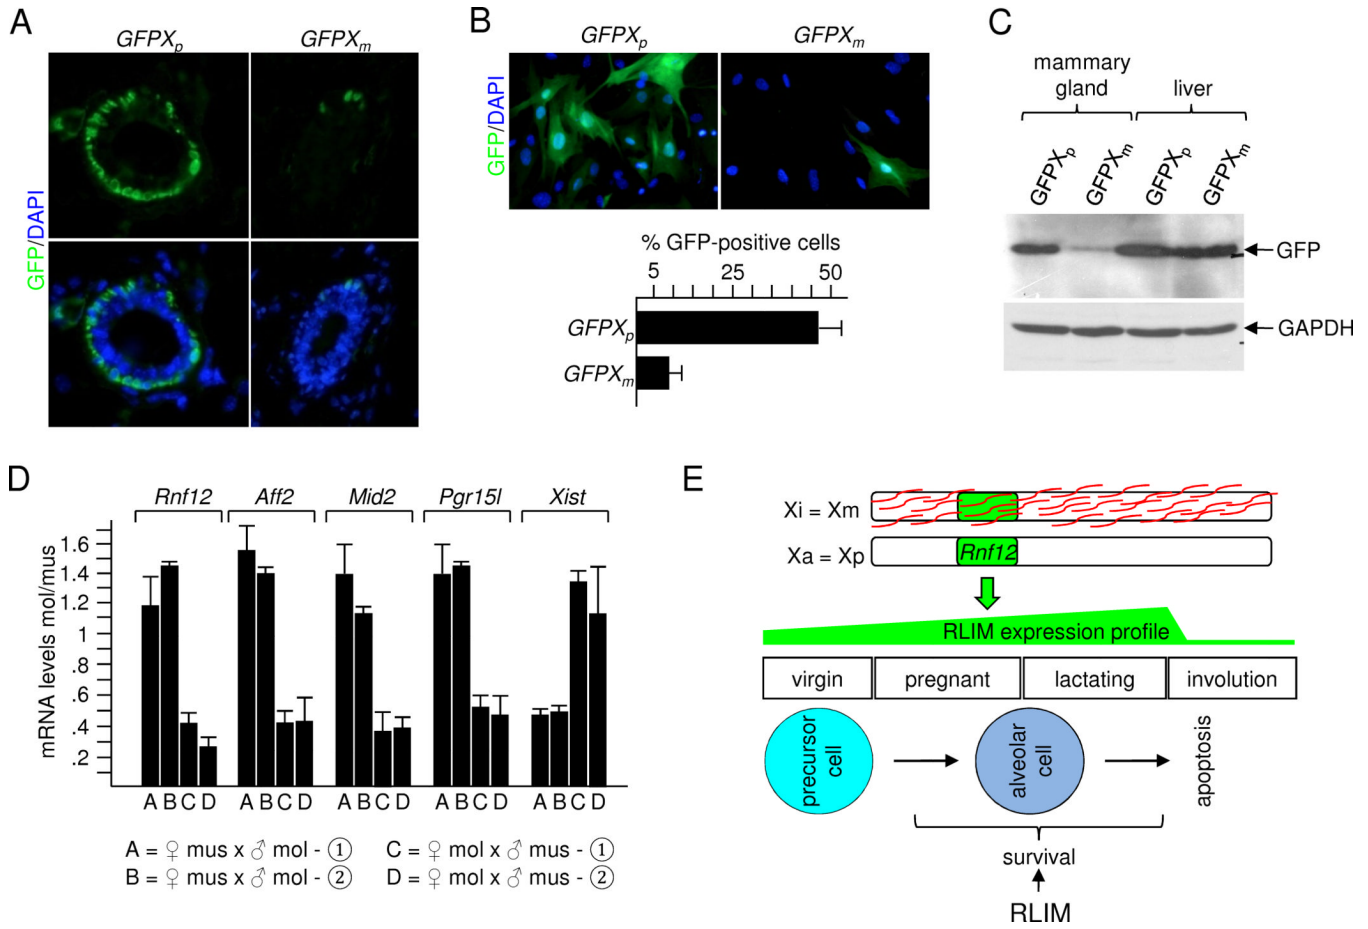 A
GFPXp
GFPXm
GFP/DAPI
B
GFPXp
GFPXm
GFP/DAPI
% GFP-positive cells
5 25 50
GFPXp
GFPXm
C
mammary
gland
liver
GFPXp
GFPXm
GFPXp
GFPXm
GFP
GAPDH
D
Rnf12 Aff2 Mid2 Pgr15l Xist
mRNA levels mol/mus
1.6
1.4
1.2
1
.8
.6
.4
.2
A B C D A B C D A B C D A B C D A B C D
A = ♀ mus x ♂ mol - ①
B = ♀ mus x ♂ mol - ②
C = ♀ mol x ♂ mus - ①
D = ♀ mol x ♂ mus - ②
E
Xi = Xm
Xa = Xp
Rnf12
RLIM expression profile
virgin
pregnant
lactating
involution
precursor
cell
alveolar
cell
apoptosis
survival
RLIM